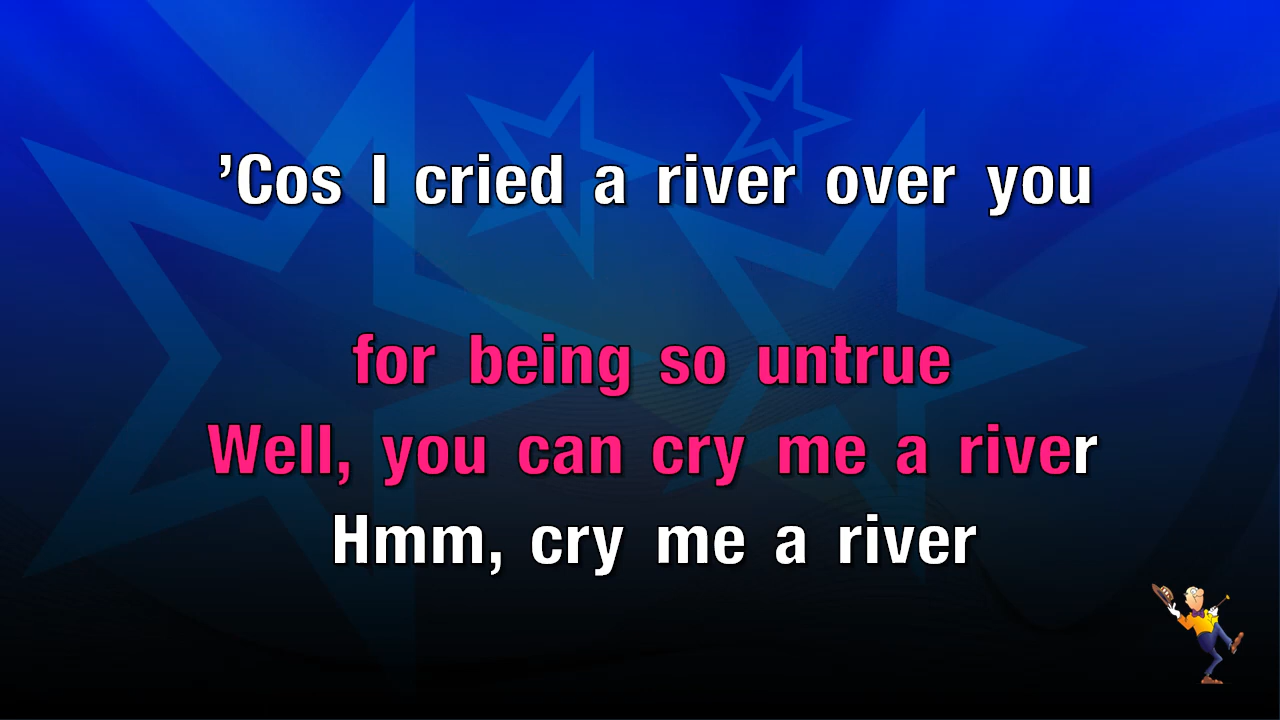 ’Cos I cried a river over you
for being so untrue
Well, you can cry me a river
Hmm, cry me a river